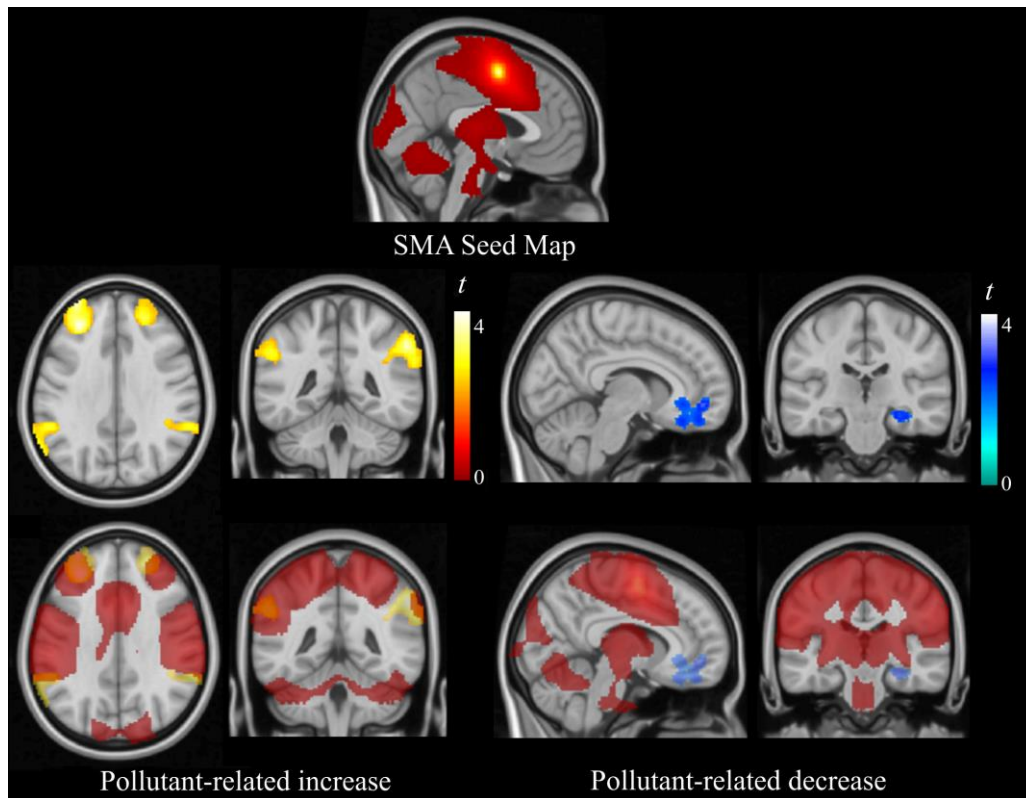 SMA Seed Map
t
4
0
t
4
0
Pollutant-related increase
Pollutant-related decrease